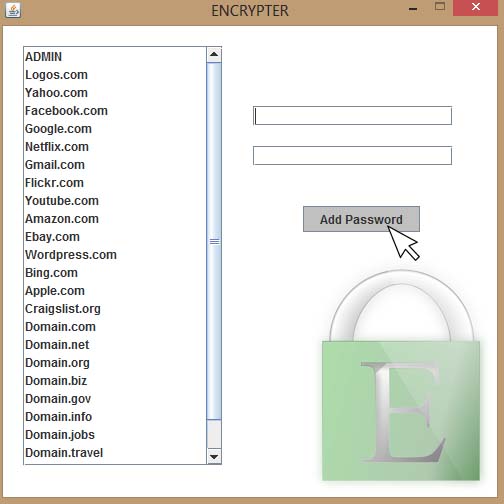 ENCRYPTER
ADMIN
Logos.com
Yahoo.com
Facebook.com
Google.com
Netflix.com
Gmail.com
Flickr.com
Youtube.com
Amazon.com
Ebay.com
Wordpress.com
Bing.com
Apple.com
Craigslist.org
Domain.com
Domain.net
Domain.org
Domain.biz
Domain.gov
Domain.info
Domain.jobs
Domain.travel
Add Password
E